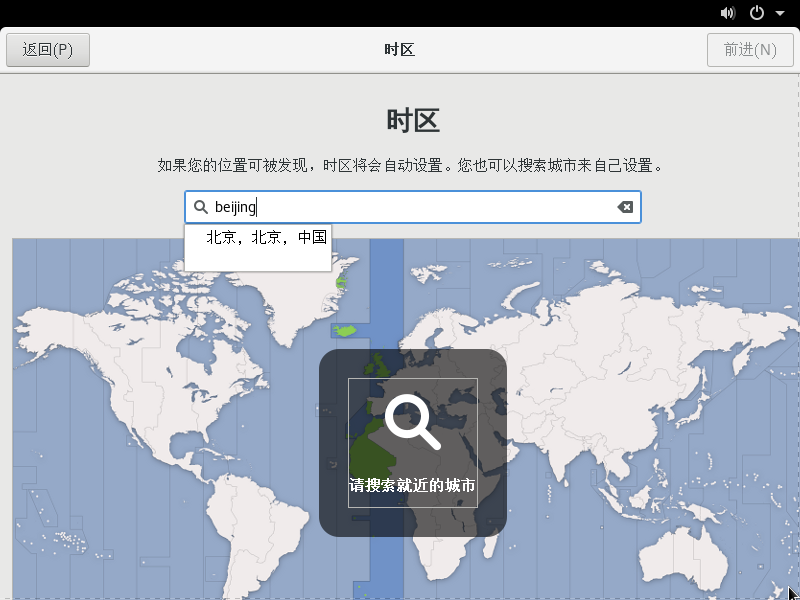 返回(P)
时区
前进(N)
时区
如果您的位置可被发现，时区将会自动设置。您也可以搜索城市来自己设置。
beijing
北京，北京，中国
请搜索就近的城市